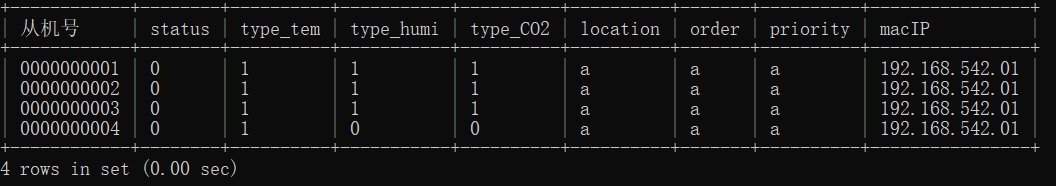 从机号 status type_tem type_humi type_CO2 location order priority macIP
0000000001 0 1 1 1 a a a 192.168.542.01
0000000002 0 1 1 1 a a a 192.168.542.01
0000000003 0 1 1 1 a a a 192.168.542.01
0000000004 0 1 0 0 a a a 192.168.542.01
4 rows in set (0.00 sec)